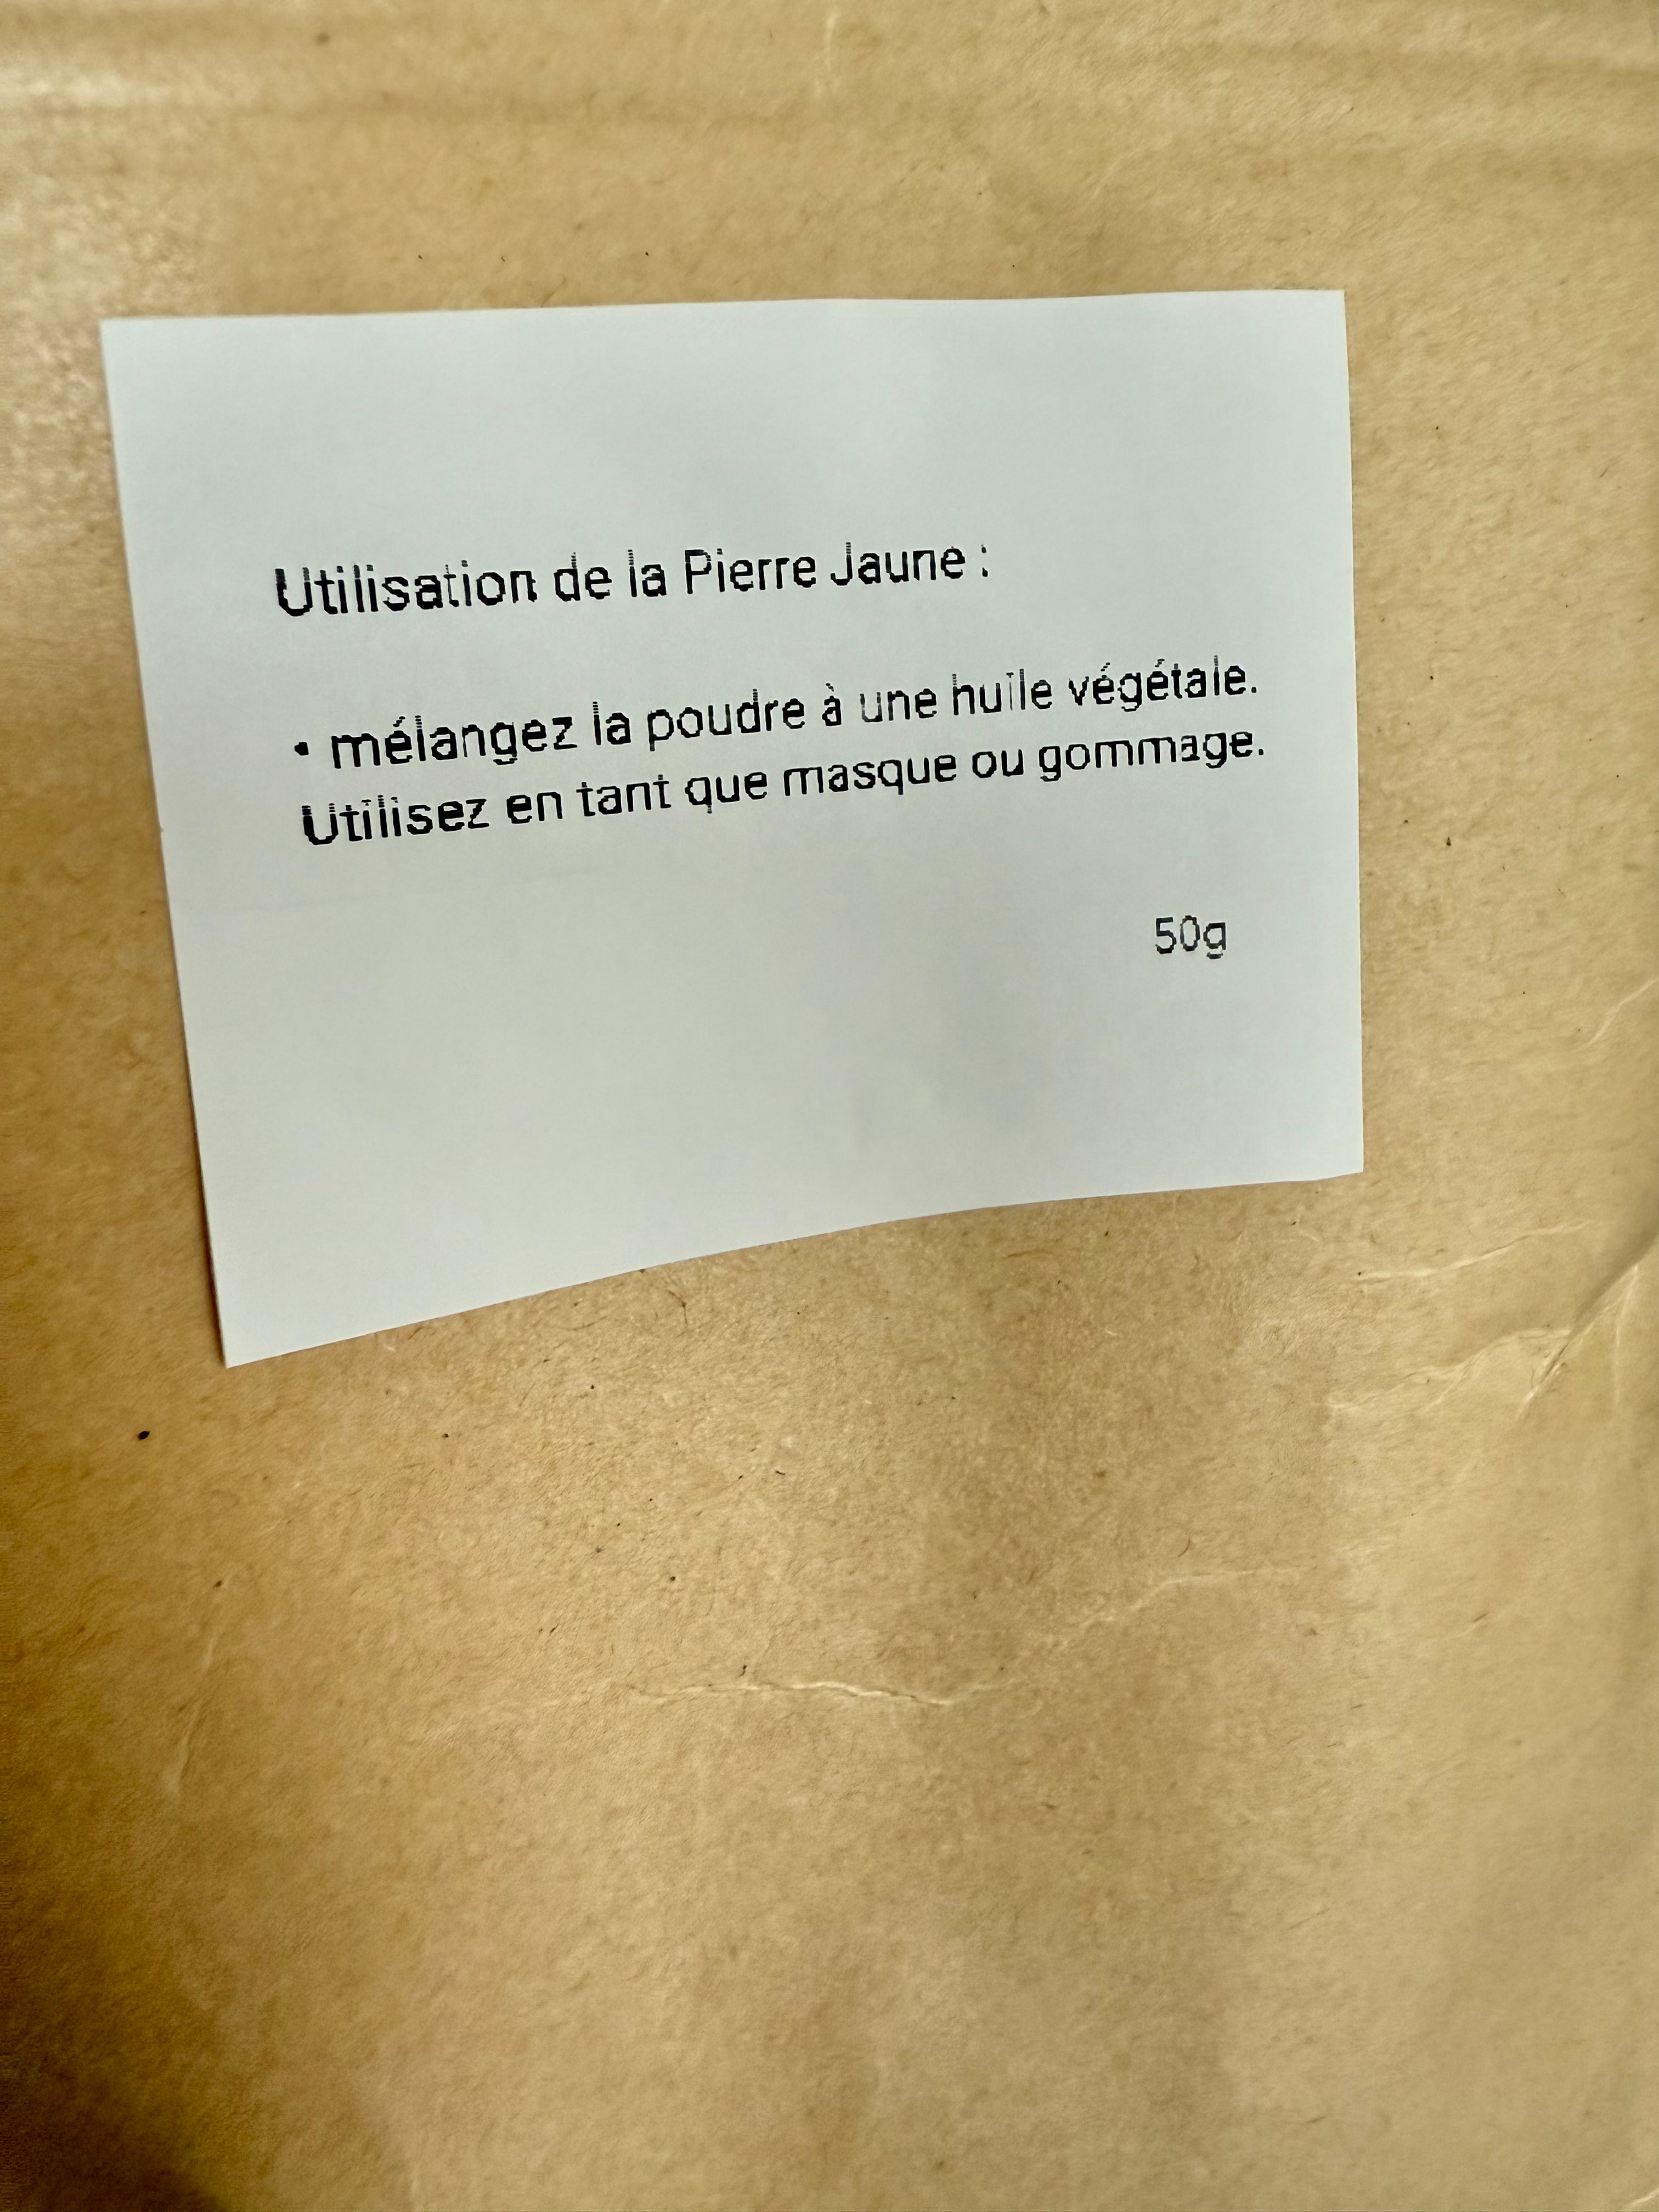 Utilisation de la Pierre Jaune :
• mélangez la poudre à une huile végétale.
Utilisez en tant que masque ou gommage.
50g